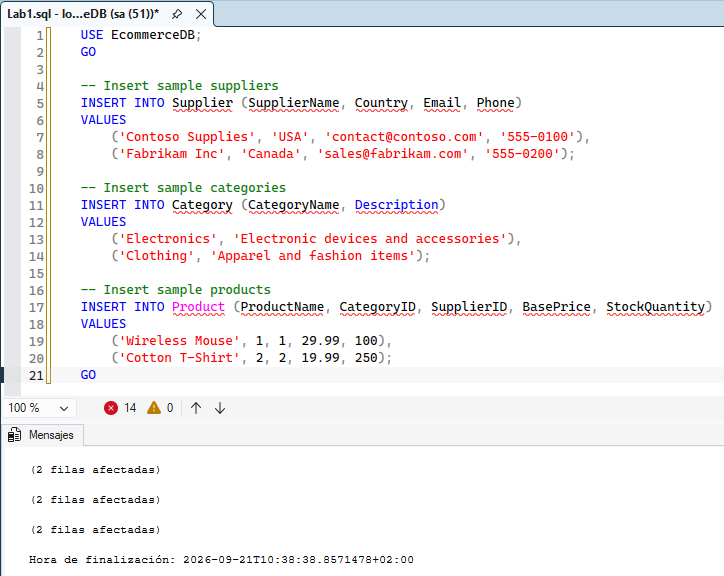 Lab1.sql - lo...eDB (sa (51))*
1 USE EcommerceDB;
2 GO
3
4 -- Insert sample suppliers
5 INSERT INTO Supplier (SupplierName, Country, Email, Phone)
6 VALUES
7 ('Contoso Supplies', 'USA', 'contact@contoso.com', '555-0100'),
8 ('Fabrikam Inc', 'Canada', 'sales@fabrikam.com', '555-0200');
9
10 -- Insert sample categories
11 INSERT INTO Category (CategoryName, Description)
12 VALUES
13 ('Electronics', 'Electronic devices and accessories'),
14 ('Clothing', 'Apparel and fashion items');
15
16 -- Insert sample products
17 INSERT INTO Product (ProductName, CategoryID, SupplierID, BasePrice, StockQuantity)
18 VALUES
19 ('Wireless Mouse', 1, 1, 29.99, 100),
20 ('Cotton T-Shirt', 2, 2, 19.99, 250);
21 GO
100 % 14 0
Mensajes
(2 filas afectadas)
(2 filas afectadas)
(2 filas afectadas)
Hora de finalización: 2026-09-21T10:38:38.8571478+02:00